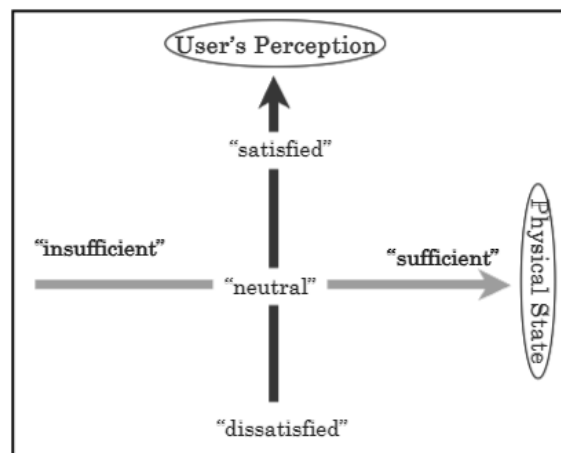 User's Perception
“satisfied”
“insufficient”
“sufficient”
“neutral”
Physical State
“dissatisfied”